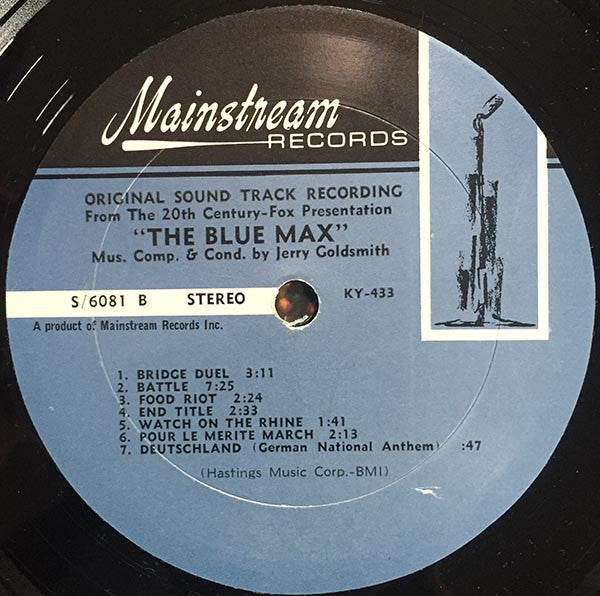 Mainstream
RECORDS
ORIGINAL SOUND TRACK RECORDING
From The 20th Century-Fox Presentation
"THE BLUE MAX"
Mus. Comp. & Cond. by Jerry Goldsmith
S/6081 B STEREO KY-433
A product of Mainstream Records Inc.
1. BRIDGE DUEL 3:11
2. BATTLE 7:25
3. FOOD RIOT 2:24
4. END TITLE 2:33
5. WATCH ON THE RHINE 1:41
6. POUR LE MERITE MARCH 2:13
7. DEUTSCHLAND (German National Anthem) :47
(Hastings Music Corp.-BMI)